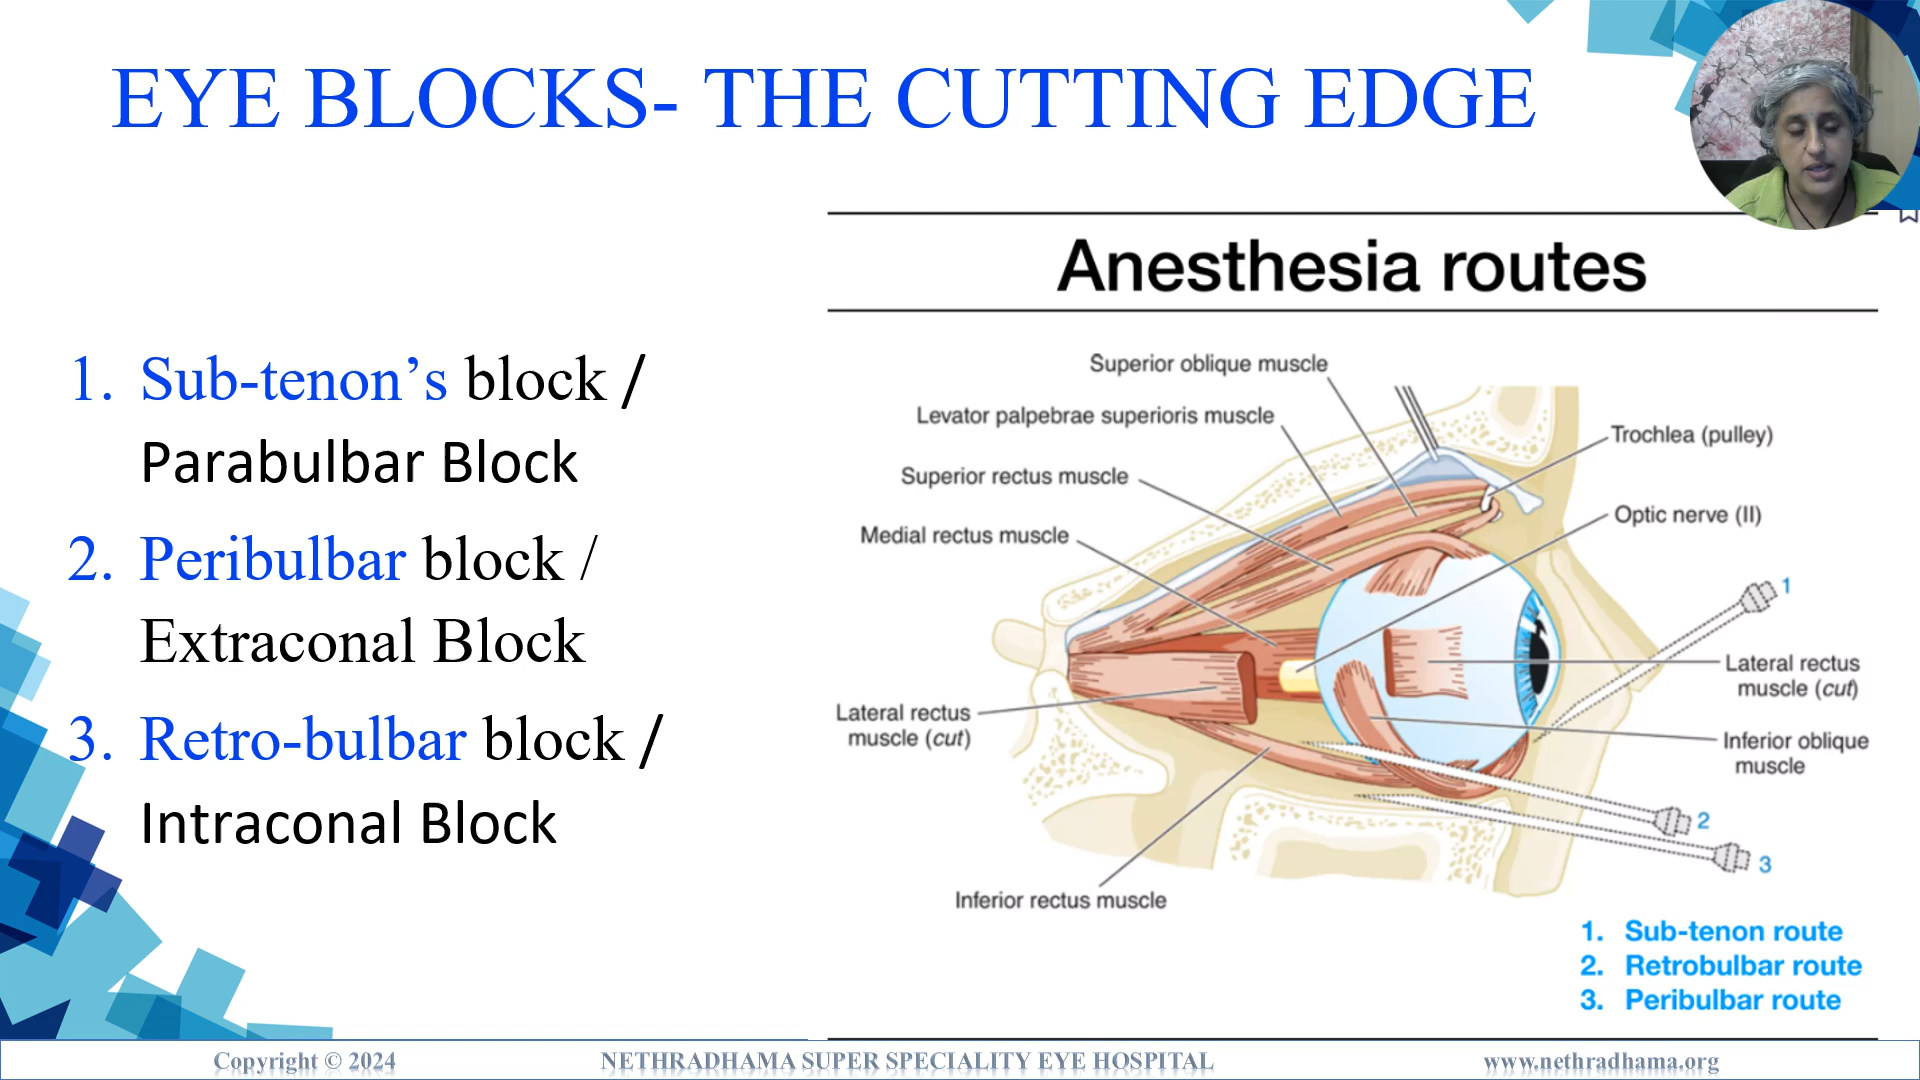 EYE BLOCKS- THE CUTTING EDGE
1. Sub-tenon’s block /
Parabulbar Block
2. Peribulbar block /
Extraconal Block
3. Retro-bulbar block /
Intraconal Block
Anesthesia routes
Superior oblique muscle
Levator palpebrae superioris muscle
Superior rectus muscle
Medial rectus muscle
Lateral rectus
muscle (cut)
Inferior rectus muscle
Trochlea (pulley)
Optic nerve (II)
1
Lateral rectus
muscle (cut)
Inferior oblique
muscle
2
3
1. Sub-tenon route
2. Retrobulbar route
3. Peribulbar route
Copyright © 2024 NETHRADHAMA SUPER SPECIALITY EYE HOSPITAL www.nethradhama.org